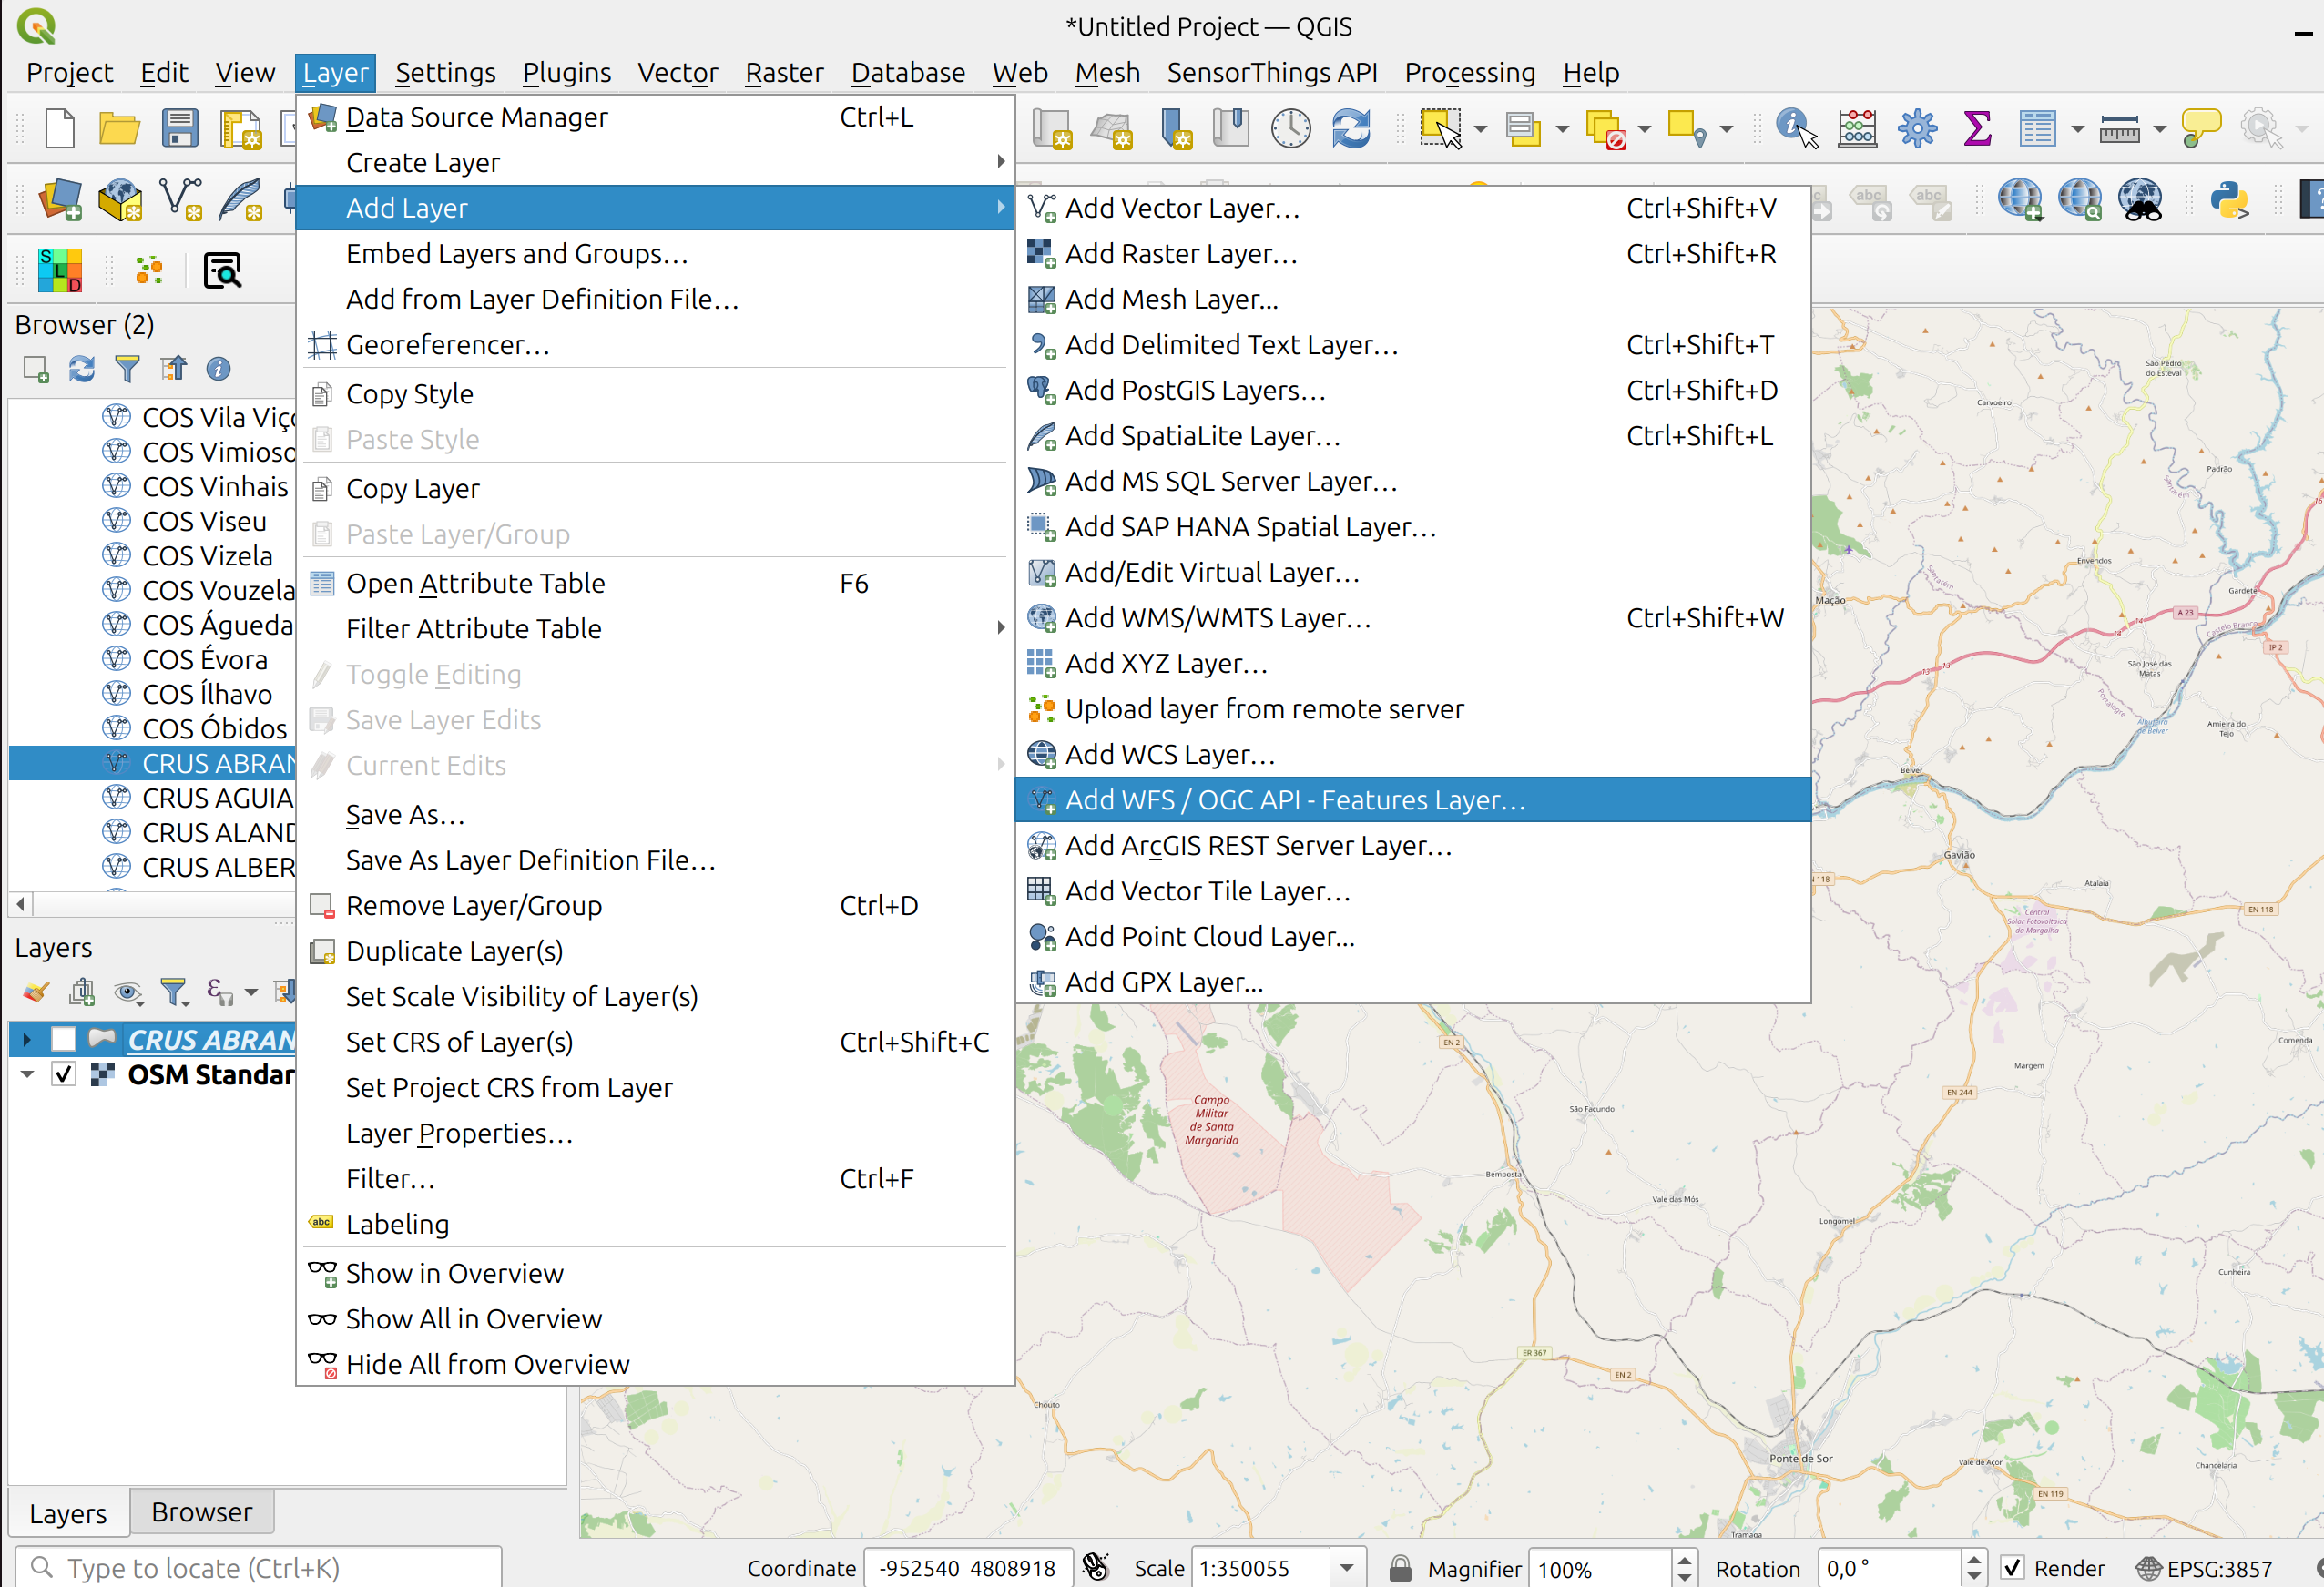 *Untitled Project — QGIS
Project Edit View Layer Settings Plugins Vector Raster Database Web Mesh SensorThings API Processing Help
Data Source Manager Ctrl+L
Create Layer
Add Layer
Embed Layers and Groups…
Add from Layer Definition File…
Georeferencer…
Copy Style
Paste Style
Copy Layer
Paste Layer/Group
Open Attribute Table F6
Filter Attribute Table
Toggle Editing
Save Layer Edits
Current Edits
Save As…
Save As Layer Definition File…
Remove Layer/Group Ctrl+D
Duplicate Layer(s)
Set Scale Visibility of Layer(s)
Set CRS of Layer(s) Ctrl+Shift+C
Set Project CRS from Layer
Layer Properties…
Filter… Ctrl+F
abc Labeling
Show in Overview
Show All in Overview
Hide All from Overview
Add Vector Layer… Ctrl+Shift+V
Add Raster Layer… Ctrl+Shift+R
Add Mesh Layer...
Add Delimited Text Layer… Ctrl+Shift+T
Add PostGIS Layers… Ctrl+Shift+D
Add SpatiaLite Layer… Ctrl+Shift+L
Add MS SQL Server Layer…
Add SAP HANA Spatial Layer…
Add/Edit Virtual Layer…
Add WMS/WMTS Layer… Ctrl+Shift+W
Add XYZ Layer…
Upload layer from remote server
Add WCS Layer…
Add WFS / OGC API - Features Layer…
Add ArcGIS REST Server Layer…
Add Vector Tile Layer…
Add Point Cloud Layer...
Add GPX Layer...
abc abc
S
L
D
Browser (2)
COS Vila Viço
COS Vimioso
COS Vinhais
COS Viseu
COS Vizela
COS Vouzela
COS Águeda
COS Évora
COS Ílhavo
COS Óbidos
CRUS ABRAN
CRUS AGUIA
CRUS ALAND
CRUS ALBER
Layers
CRUS ABRAN
OSM Standar
Layers Browser
São Pedro
do Esteval
Carvoeiro
Padrão
Santarém
Envendos
Santarém
Gardete
Mação
A 23
Castelo Branco
IP 2
São José das
Matas
Portalegre
Albufeira
de Belver
Amieira do
Tejo
Belver
Gavião
118
Atalaia
EN 118
Central
Solar Fotovoltaica
da Margalha
EN 2
Comenda
Margem
EN 244
Campo
Militar
de Santa
Margarida
São Facundo
Bemposta
Vale das Mós
Longomel
Cunheira
ER 367
EN 2
Chouto
Ponte de Sor
Vale de Açor
Chancelaria
EN 119
Tramaga
Type to locate (Ctrl+K)
Coordinate -952540 4808918 Scale 1:350055 Magnifier 100% Rotation 0,0 ° Render EPSG:3857